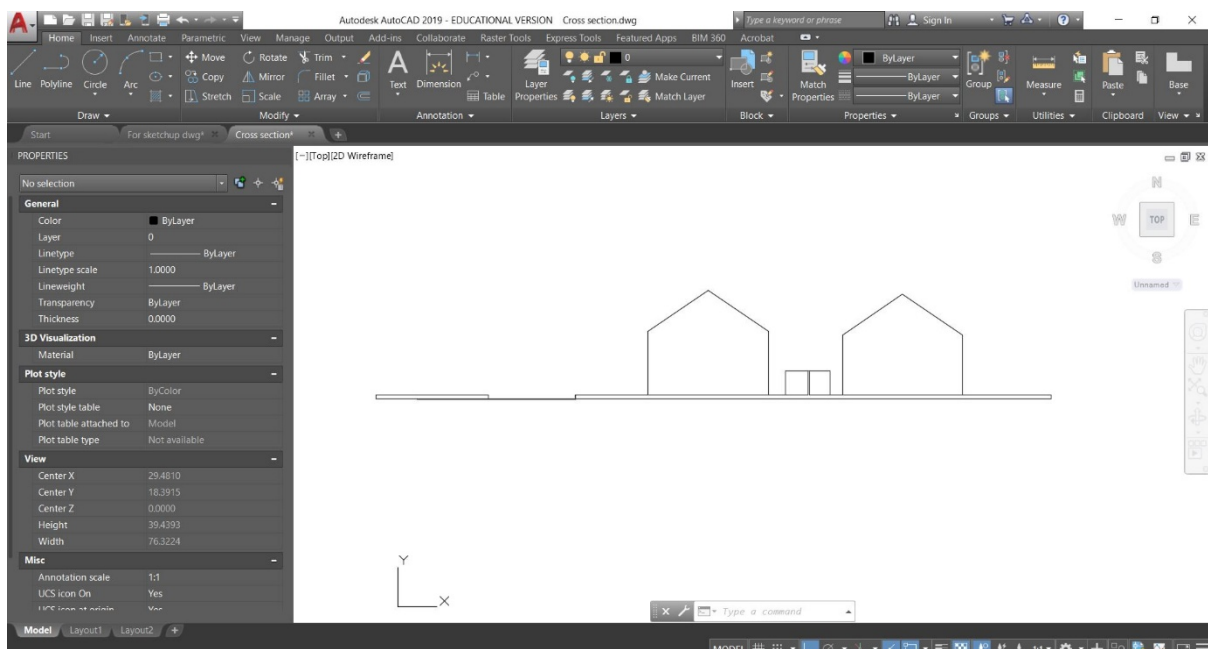 A Autodesk AutoCAD 2019 - EDUCATIONAL VERSION Cross section.dwg Type a keyword or phrase Sign In
Home Insert Annotate Parametric View Manage Output Add-ins Collaborate Raster Tools Express Tools Featured Apps BIM 360 Acrobat
Line Polyline Circle Arc
Move Rotate Trim
Copy Mirror Fillet
Stretch Scale Array
Text Dimension
Table
Layer Properties
0
Make Current
Match Layer
Insert
Match Properties
ByLayer
ByLayer
ByLayer
Group
Measure
Paste
Base
Draw Modify Annotation Layers Block Properties Groups Utilities Clipboard View
Start For sketchup dwg* Cross section*
PROPERTIES
[−][Top][2D Wireframe]
No selection
General
Color ByLayer
Layer 0
Linetype ByLayer
Linetype scale 1.0000
Lineweight ByLayer
Transparency ByLayer
Thickness 0.0000
3D Visualization
Material ByLayer
Plot style
Plot style ByColor
Plot style table None
Plot table attached to Model
Plot table type Not available
View
Center X 29.4810
Center Y 18.3915
Center Z 0.0000
Height 39.4393
Width 76.3224
Misc
Annotation scale 1:1
UCS icon On Yes
UCS icon at origin Yes
N
W TOP E
S
Unnamed
Y
X
Type a command
Model Layout1 Layout2 +
MODEL